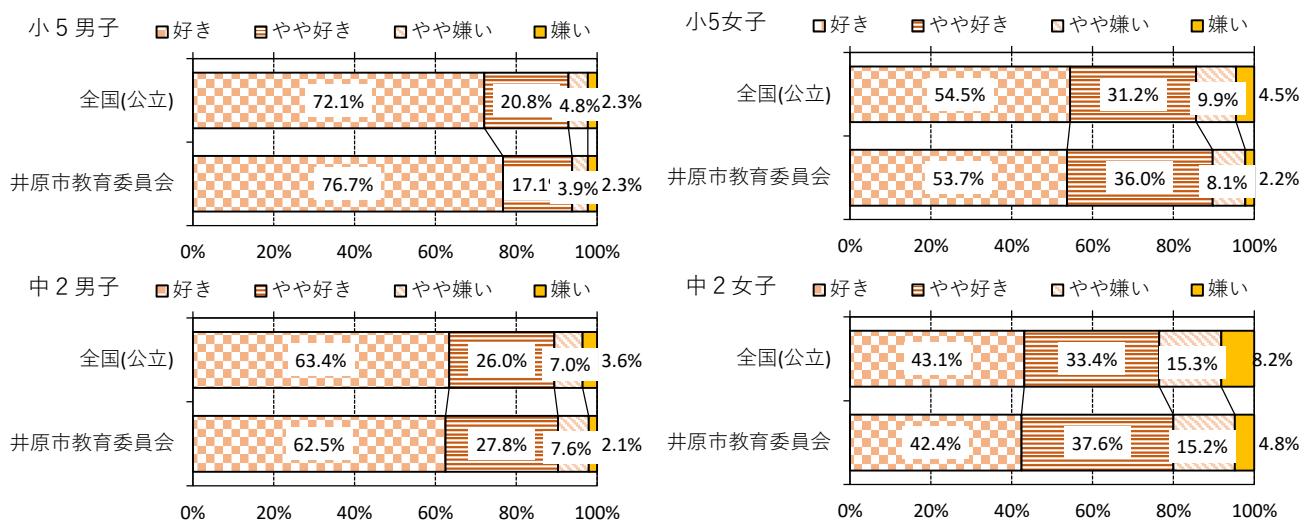 小5男子 好き やや好き やや嫌い 嫌い
全国(公立) 72.1% 20.8% 4.8% 2.3%
井原市教育委員会 76.7% 17.1% 3.9% 2.3%
0% 20% 40% 60% 80% 100%
小5女子 好き やや好き やや嫌い 嫌い
全国(公立) 54.5% 31.2% 9.9% 4.5%
井原市教育委員会 53.7% 36.0% 8.1% 2.2%
0% 20% 40% 60% 80% 100%
中2男子 好き やや好き やや嫌い 嫌い
全国(公立) 63.4% 26.0% 7.0% 3.6%
井原市教育委員会 62.5% 27.8% 7.6% 2.1%
0% 20% 40% 60% 80% 100%
中2女子 好き やや好き やや嫌い 嫌い
全国(公立) 43.1% 33.4% 15.3% 8.2%
井原市教育委員会 42.4% 37.6% 15.2% 4.8%
0% 20% 40% 60% 80% 100%